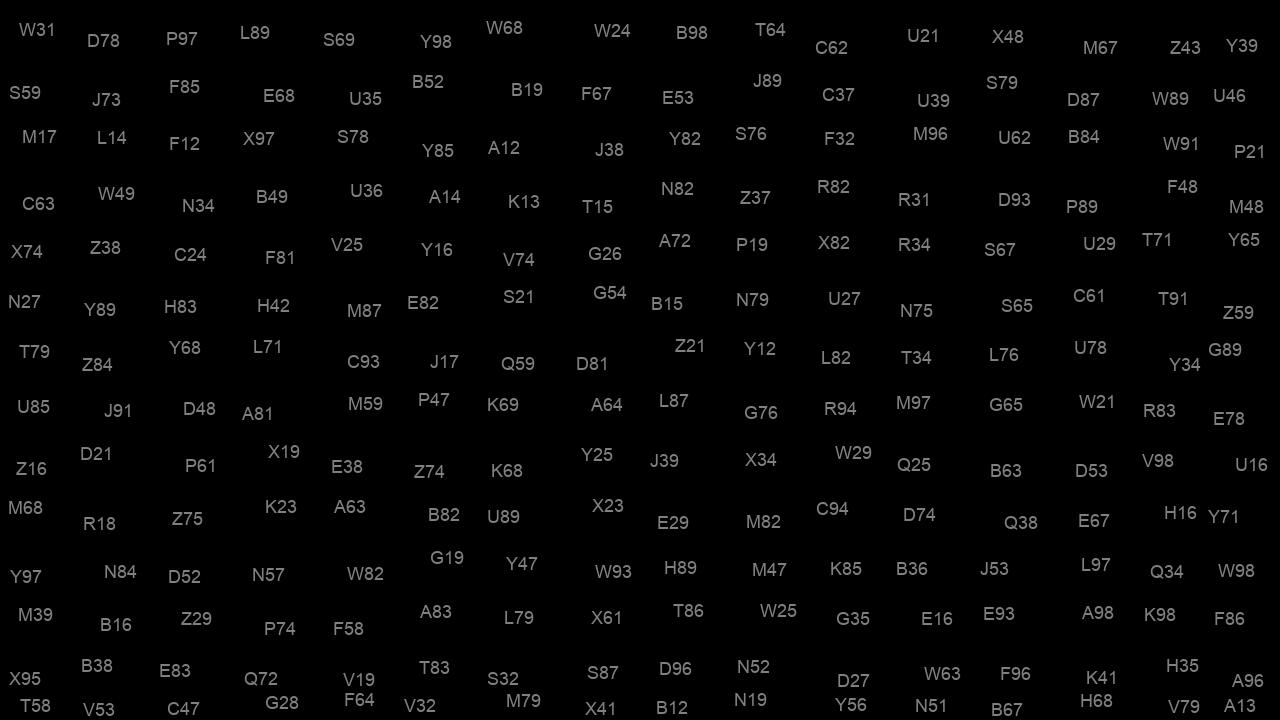 W31 D78 P97 L89 S69 Y98 W68 W24 B98 T64 C62 U21 X48 M67 Z43 Y39
S59 J73 F85 E68 U35 B52 B19 F67 E53 J89 C37 U39 S79 D87 W89 U46
M17 L14 F12 X97 S78 Y85 A12 J38 Y82 S76 F32 M96 U62 B84 W91 P21
C63 W49 N34 B49 U36 A14 K13 T15 N82 Z37 R82 R31 D93 P89 F48 M48
X74 Z38 C24 F81 V25 Y16 V74 G26 A72 P19 X82 R34 S67 U29 T71 Y65
N27 Y89 H83 H42 M87 E82 S21 G54 B15 N79 U27 N75 S65 C61 T91 Z59
T79 Z84 Y68 L71 C93 J17 Q59 D81 Z21 Y12 L82 T34 L76 U78 Y34 G89
U85 J91 D48 A81 M59 P47 K69 A64 L87 G76 R94 M97 G65 W21 R83 E78
Z16 D21 P61 X19 E38 Z74 K68 Y25 J39 X34 W29 Q25 B63 D53 V98 U16
M68 R18 Z75 K23 A63 B82 U89 X23 E29 M82 C94 D74 Q38 E67 H16 Y71
Y97 N84 D52 N57 W82 G19 Y47 W93 H89 M47 K85 B36 J53 L97 Q34 W98
M39 B16 Z29 P74 F58 A83 L79 X61 T86 W25 G35 E16 E93 A98 K98 F86
X95 B38 E83 Q72 V19 T83 S32 S87 D96 N52 D27 W63 F96 K41 H35 A96
T58 V53 C47 G28 F64 V32 M79 X41 B12 N19 Y56 N51 B67 H68 V79 A13